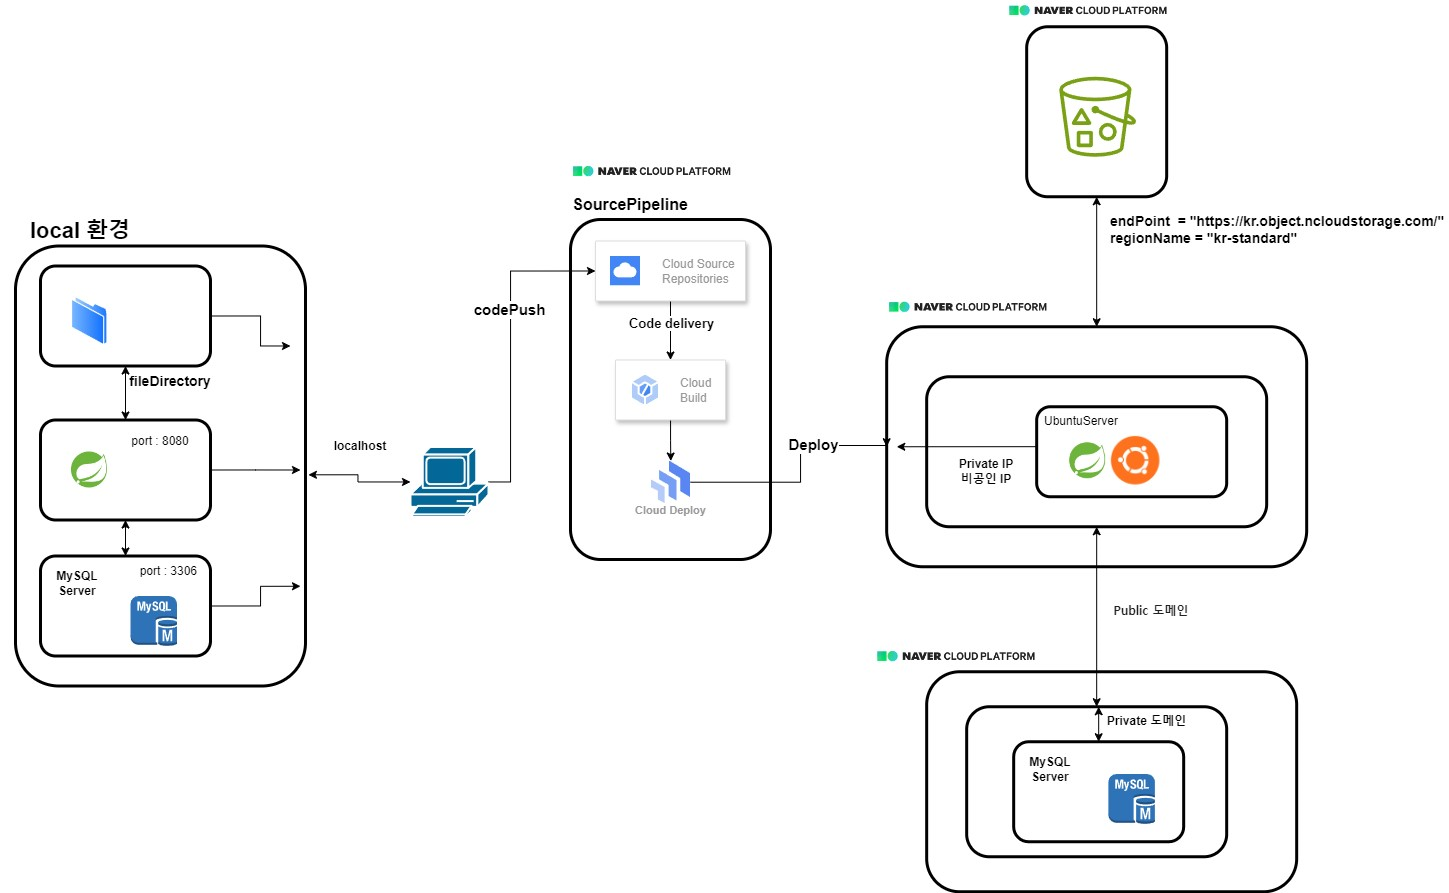 NAVER CLOUD PLATFORM
endPoint = "https://kr.object.ncloudstorage.com/"
regionName = "kr-standard"
NAVER CLOUD PLATFORM
SourcePipeline
Cloud Source
Repositories
Code delivery
Cloud
Build
Cloud Deploy
local 환경
fileDirectory
port : 8080
MySQL
Server
port : 3306
MySQL
M
localhost
codePush
Deploy
NAVER CLOUD PLATFORM
UbuntuServer
Private IP
비공인 IP
Public 도메인
NAVER CLOUD PLATFORM
Private 도메인
MySQL
Server
MySQL
M